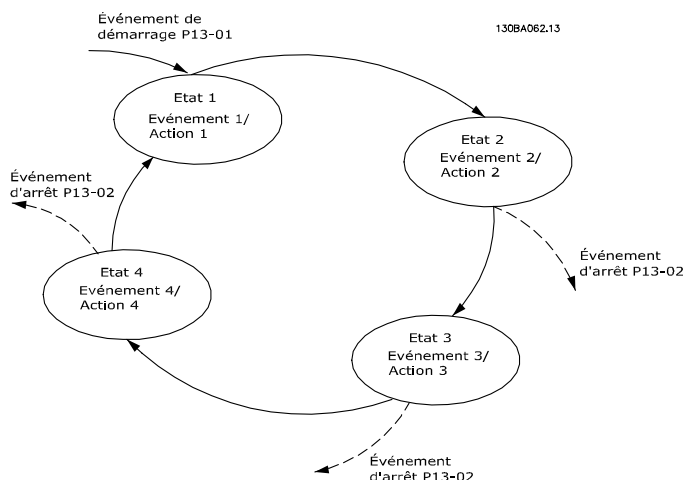 Événement de
démarrage P13-01
130BA062.13
Etat 1
Evénement 1/
Action 1
Etat 2
Evénement 2/
Action 2
Événement
d'arrêt P13-02
Événement
d'arrêt P13-02
Etat 4
Evénement 4/
Action 4
Etat 3
Evénement 3/
Action 3
Événement
d'arrêt P13-02